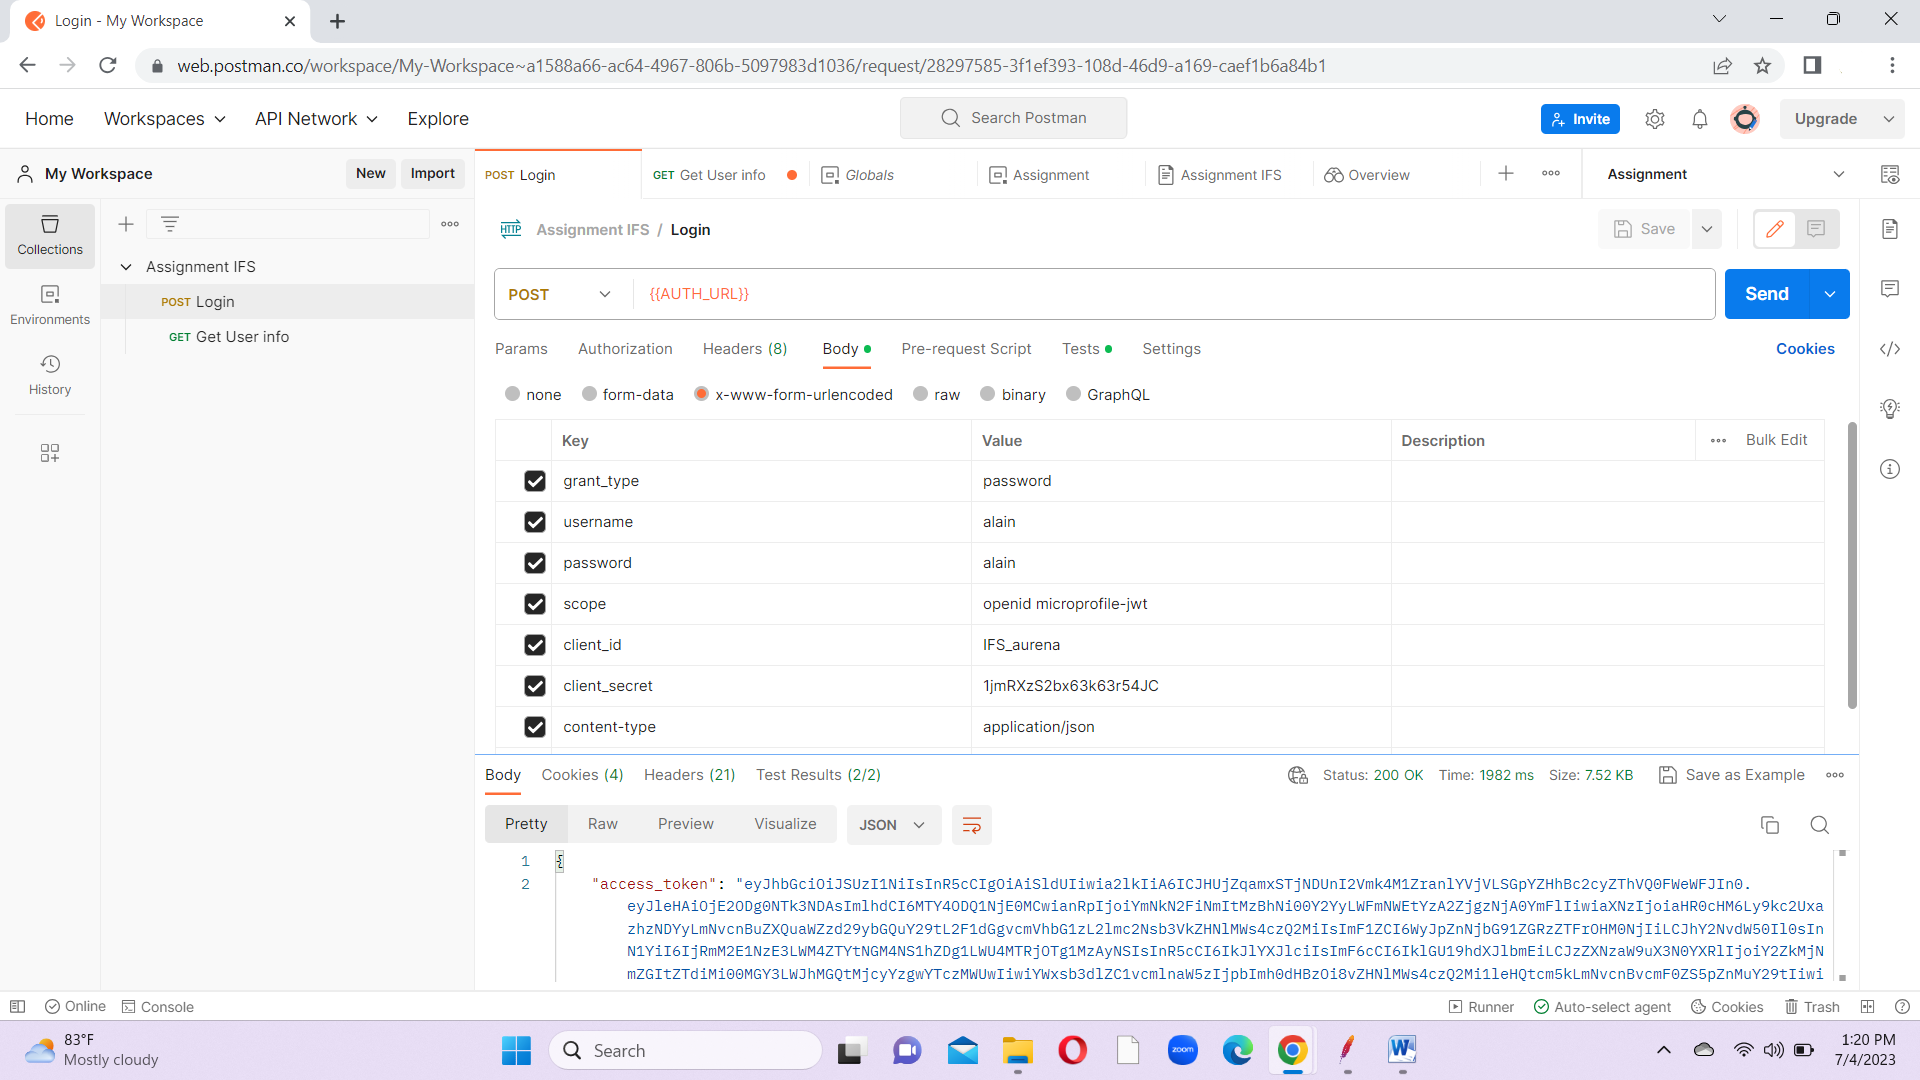 Login - My Workspace
web.postman.co/workspace/My-Workspace~a1588a66-ac64-4967-806b-5097983d1036/request/28297585-3f1ef393-108d-46d9-a169-caef1b6a84b1
Home Workspaces API Network Explore Search Postman Invite Upgrade
My Workspace New Import
POST Login GET Get User info Globals Assignment Assignment IFS Overview Assignment
Collections
Environments
History
Assignment IFS
POST Login
GET Get User info
HTTP Assignment IFS / Login Save
POST {{AUTH_URL}} Send
Params Authorization Headers (8) Body Pre-request Script Tests Settings Cookies
none form-data x-www-form-urlencoded raw binary GraphQL
Key Value Description Bulk Edit
grant_type password
username alain
password alain
scope openid microprofile-jwt
client_id IFS_aurena
client_secret 1jmRXzS2bx63k63r54JC
content-type application/json
Body Cookies (4) Headers (21) Test Results (2/2) Status: 200 OK Time: 1982 ms Size: 7.52 KB Save as Example
Pretty Raw Preview Visualize JSON
1 {
2 "access_token":
Online Console Runner Auto-select agent Cookies Trash
83°F
Mostly cloudy
Search
zoom
1:20 PM
7/4/2023